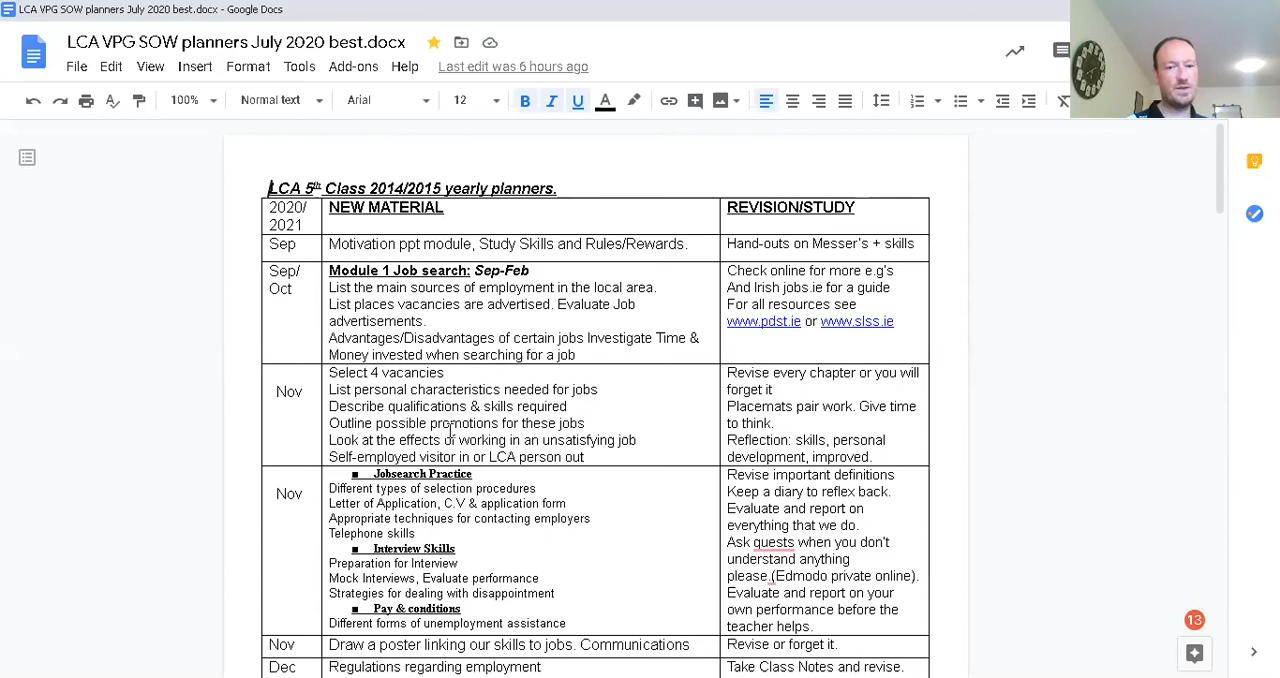 LCA VPG SOW planners July 2020 best.docx - Google Docs
LCA VPG SOW planners July 2020 best.docx
File Edit View Insert Format Tools Add-ons Help Last edit was 6 hours ago
100% Normal text Arial 12 B I U A
LCA 5th Class 2014/2015 yearly planners.
2020/
2021
NEW MATERIAL
REVISION/STUDY
Sep
Motivation ppt module, Study Skills and Rules/Rewards.
Hand-outs on Messer's + skills
Sep/
Oct
Module 1 Job search: Sep-Feb
List the main sources of employment in the local area.
List places vacancies are advertised. Evaluate Job
advertisements.
Advantages/Disadvantages of certain jobs Investigate Time &
Money invested when searching for a job
Check online for more e.g's
And Irish jobs.ie for a guide
For all resources see
www.pdst.ie or www.slss.ie
Nov
Select 4 vacancies
List personal characteristics needed for jobs
Describe qualifications & skills required
Outline possible promotions for these jobs
Look at the effects of working in an unsatisfying job
Self-employed visitor in or LCA person out
Revise every chapter or you will
forget it
Placemats pair work. Give time
to think.
Reflection: skills, personal
development, improved.
Nov
■ Jobsearch Practice
Different types of selection procedures
Letter of Application, C.V & application form
Appropriate techniques for contacting employers
Telephone skills
■ Interview Skills
Preparation for Interview
Mock Interviews, Evaluate performance
Strategies for dealing with disappointment
■ Pay & conditions
Different forms of unemployment assistance
Revise important definitions
Keep a diary to reflex back.
Evaluate and report on
everything that we do.
Ask quests when you don't
understand anything
please.(Edmodo private online).
Evaluate and report on your
own performance before the
teacher helps.
Nov
Draw a poster linking our skills to jobs. Communications
Revise or forget it.
Dec
Regulations regarding employment
Take Class Notes and revise.
13